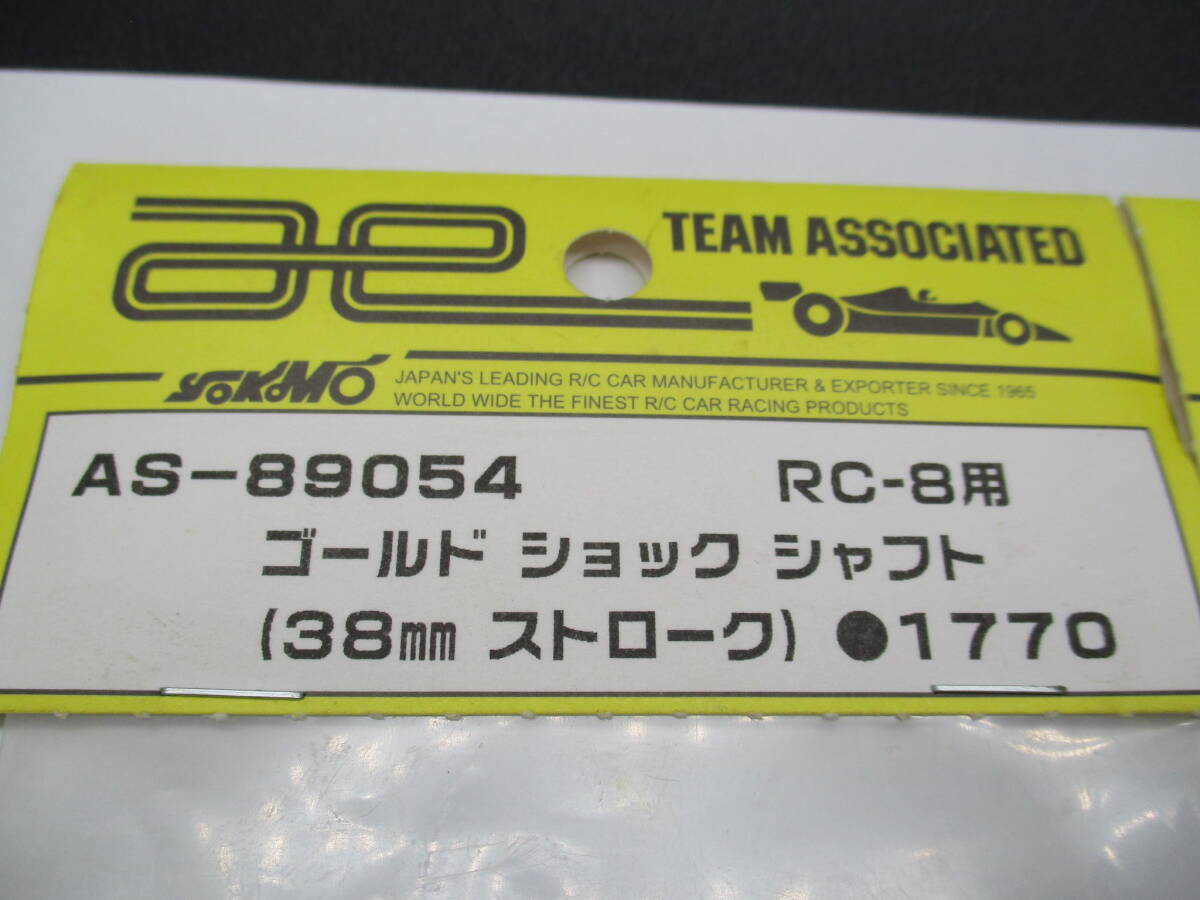 ae TEAM ASSOCIATED
YOKOMO JAPAN'S LEADING R/C CAR MANUFACTURER & EXPORTER SINCE 1965
WORLD WIDE THE FINEST R/C CAR RACING PRODUCTS
AS-89054 RC-8用
ゴールド ショック シャフト
(38mm ストローク) ●1770